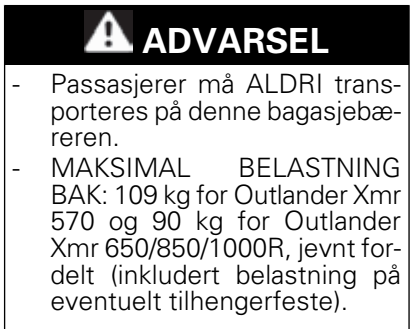 ADVARSEL
- Passasjerer må ALDRI trans-
porteres på denne bagasjebæ-
reren.
- MAKSIMAL BELASTNING
BAK: 109 kg for Outlander Xmr
570 og 90 kg for Outlander
Xmr 650/850/1000R, jevnt for-
delt (inkludert belastning på
eventuelt tilhengerfeste).